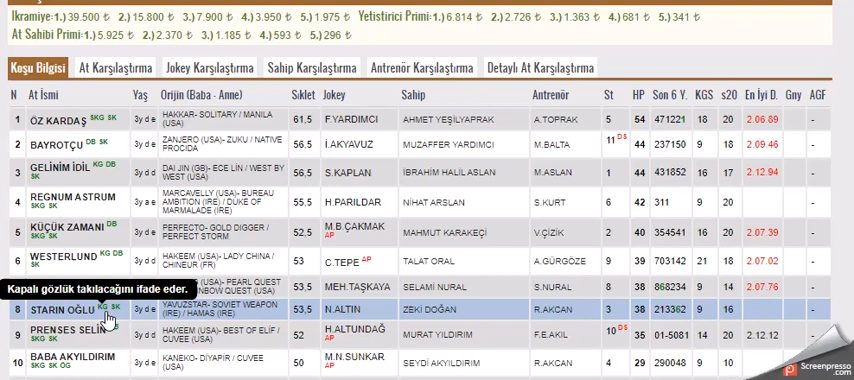 İkramiye:1.) 39.500 ₺ 2.) 15.800 ₺ 3.) 7.900 ₺ 4.) 3.950 ₺ 5.) 1.975 ₺ Yetistirici Primi:1.) 6.814 ₺ 2.) 2.726 ₺ 3.) 1.363 ₺ 4.) 681 ₺ 5.) 341 ₺
At Sahibi Primi:1.) 5.925 ₺ 2.) 2.370 ₺ 3.) 1.185 ₺ 4.) 593 ₺ 5.) 296 ₺
Koşu Bilgisi At Karşılaştırma Jokey Karşılaştırma Sahip Karşılaştırma Antrenör Karşılaştırma Detaylı At Karşılaştırma
N At İsmi Yaş Orijin (Baba - Anne) Sıklet Jokey Sahip Antrenör St HP Son 6 Y. KGS s20 En İyi D. Gny AGF
1 ÖZ KARDAŞ SKG SK 3y d e HAKKAR- SOLITARY / MANILA (USA) 61,5 F.YARDIMCI AHMET YEŞİLYAPRAK A.TOPRAK 5 54 471221 18 20 2.06.89 -
2 BAYROTÇU DB SK 3y d e ZANJERO (USA)- ZUKU / NATIVE PROCIDA 56,5 İ.AKYAVUZ MUZAFFER YARDIMCI M.BALTA 11 DS 44 237150 9 18 2.09.46 -
3 GELİNİM İDİL KG DB SK 3y d d DAI JIN (GB)- ECE LİN / WEST BY WEST (USA) 56,5 S.KAPLAN İBRAHİM HALİL ASLAN M.ASLAN 1 44 431852 16 17 2.12.94 -
4 REGNUM ASTRUM SKG SK 3y a e MARCAVELLY (USA)- BUREAU AMBITION (IRE) / DUKE OF MARMALADE (IRE) 55,5 H.PARILDAR NİHAT ARSLAN S.KURT 6 42 311 9 20 -
5 KÜÇÜK ZAMANI DB SKG SK 3y d e PERFECTO- GOLD DIGGER / PERFECT STORM 52,5 M.B.ÇAKMAK AP MAHMUT KARAKEÇİ V.ÇİZİK 2 40 354541 16 20 2.07.39 -
6 WESTERLUND KG DB SK 3y d d HAKEEM (USA)- LADY CHINA / CHINEUR (FR) 53 C.TEPE AP TALAT ORAL A.GÜRGÖZE 9 39 703142 21 18 2.07.46 -
Kapalı gözlük takılacağını ifade eder.
(USA)- PEARL QUEST NBOW QUEST (USA) 53,5 MEH.TAŞKAYA SELAMİ NURAL S.NURAL 8 38 868234 9 14 2.07.76 -
8 STARIN OĞLU KG SK 3y d e YAVUZSTAR- SOVIET WEAPON (IRE) / HAMAS (IRE) 53,5 N.ALTIN ZEKİ DOĞAN R.AKCAN 3 38 213362 9 16 -
9 PRENSES SELİN SKG SK 3y d d HAKEEM (USA)- BEST OF ELIF / CUVEE (USA) 52 H.ALTUNDAĞ AP MURAT YILDIRIM F.E.AKIL 10 DS 35 01-5081 14 20 2.12.12 -
10 BABA AKYILDIRIM SKG SK ÖG 3y d e KANEKO- DİYAPİR / CUVEE (USA) 50 M.N.SUNKAR AP SEYDİ AKYILDIRIM R.AKCAN 4 29 290048 9 10 -
Screenpresso
.com